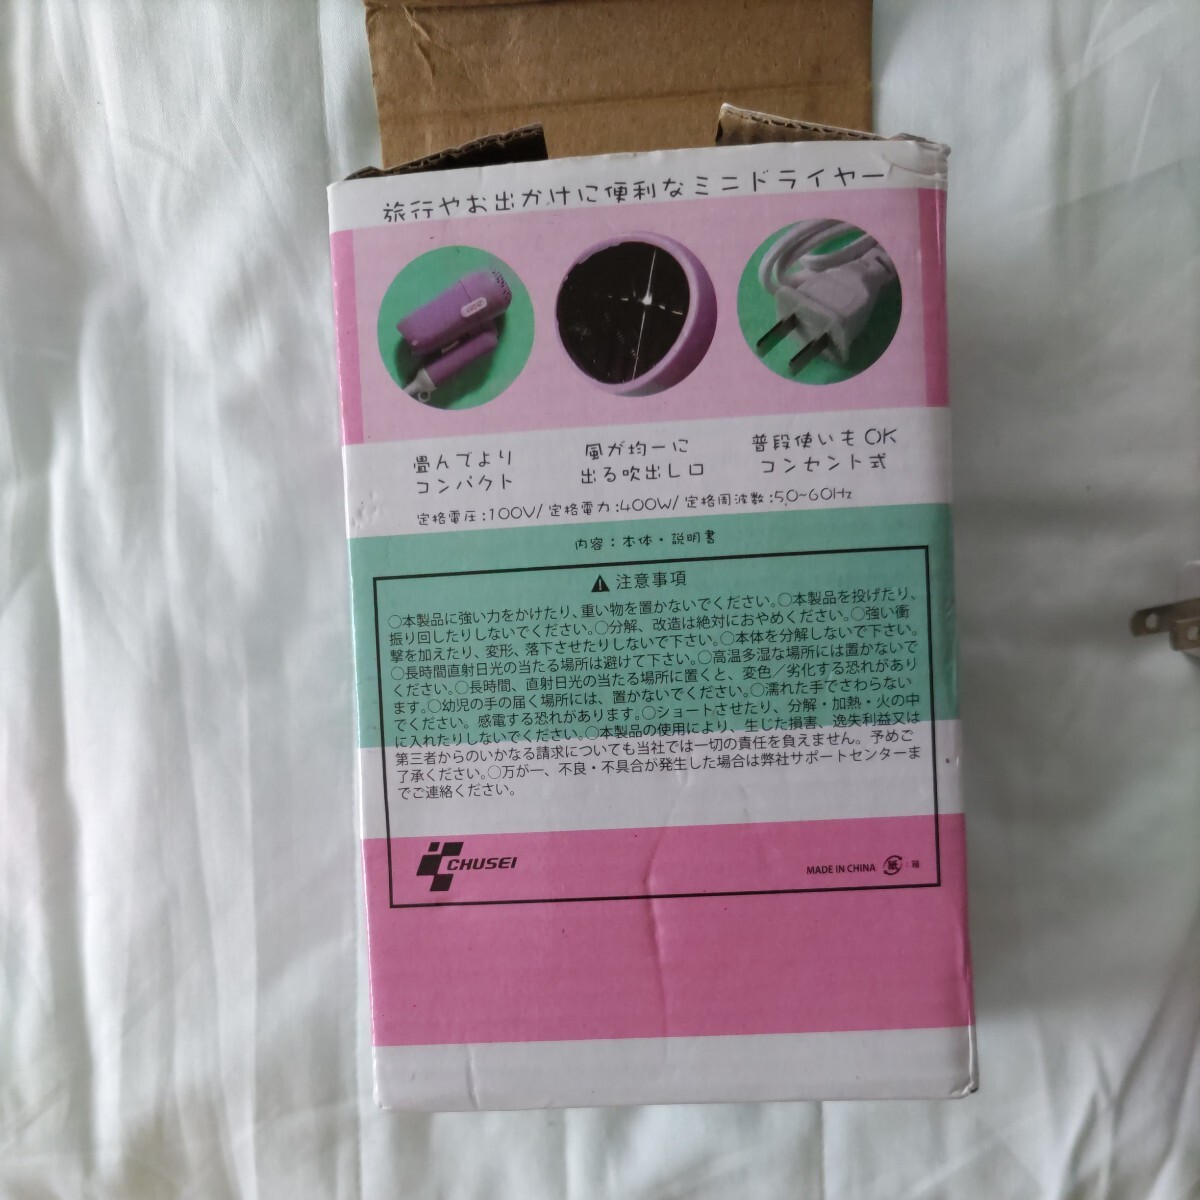 旅行やお出かけに便利なミニドライヤー
畳んでより
コンパクト
風が均一に
出る吹出し口
普段使いもOK
コンセント式
定格電圧:100V/定格電力:400W/定格周波数:50~60Hz
内容:本体・説明書
注意事項
○本製品に強い力をかけたり、重い物を置かないでください。○本製品を投げたり、
振り回したりしないでください。○分解、改造は絶対におやめください。○強い衝
撃を加えたり、変形、落下させたりしないで下さい。○本体を分解しないで下さい。
○長時間直射日光の当たる場所は避けて下さい。○高温多湿な場所には置かないで
ください。○長時間、直射日光の当たる場所に置くと、変色/劣化する恐れがあり
ます。○幼児の手の届く場所には、置かないでください。○濡れた手でさわらない
でください。感電する恐れがあります。○ショートさせたり、分解・加熱・火の中
に入れたりしないでください。○本製品の使用により、生じた損害、逸失利益又は
第三者からのいかなる請求についても当社では一切の責任を負えません。予めご
了承ください。○万が一、不良・不具合が発生した場合は弊社サポートセンターま
でご連絡ください。
CHUSEI
MADE IN CHINA 紙:箱